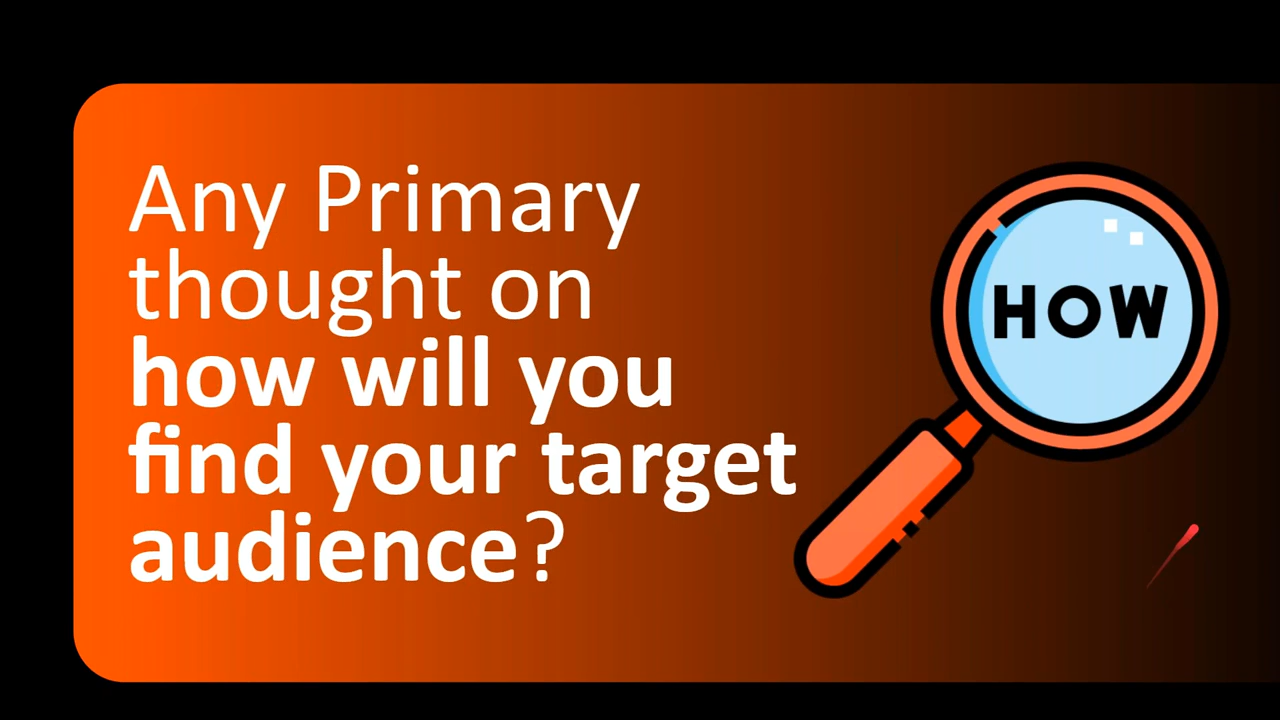 Any Primary
thought on
how will you
find your target
audience?
HOW